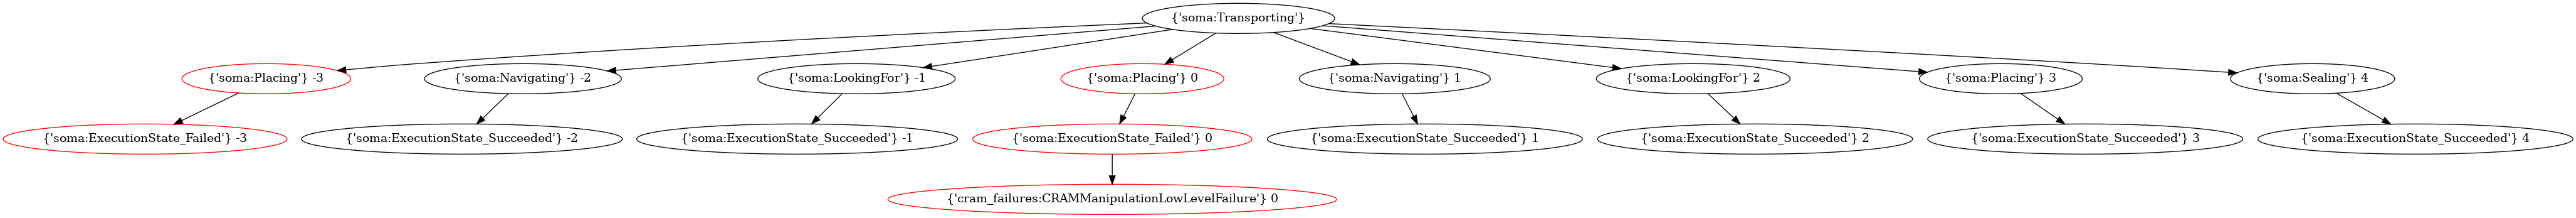 {'soma:Transporting'}
{'soma:Placing'} -3
{'soma:Navigating'} -2
{'soma:LookingFor'} -1
{'soma:Placing'} 0
{'soma:Navigating'} 1
{'soma:LookingFor'} 2
{'soma:Placing'} 3
{'soma:Sealing'} 4
{'soma:ExecutionState_Failed'} -3
{'soma:ExecutionState_Succeeded'} -2
{'soma:ExecutionState_Succeeded'} -1
{'soma:ExecutionState_Failed'} 0
{'soma:ExecutionState_Succeeded'} 1
{'soma:ExecutionState_Succeeded'} 2
{'soma:ExecutionState_Succeeded'} 3
{'soma:ExecutionState_Succeeded'} 4
{'cram_failures:CRAMManipulationLowLevelFailure'} 0